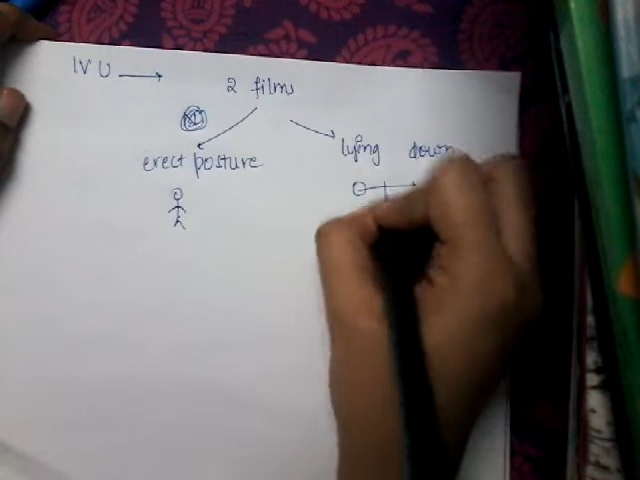 IVU → 2 films
erect posture
lying down